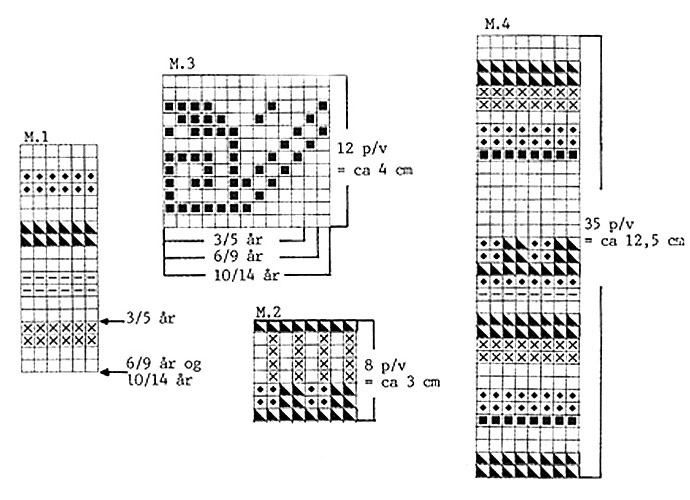 M.1
3/5 år
6/9 år og
10/14 år
M.3
12 p/v
= ca 4 cm
3/5 år
6/9 år
10/14 år
M.2
8 p/v
= ca 3 cm
M.4
35 p/v
= ca 12,5 cm